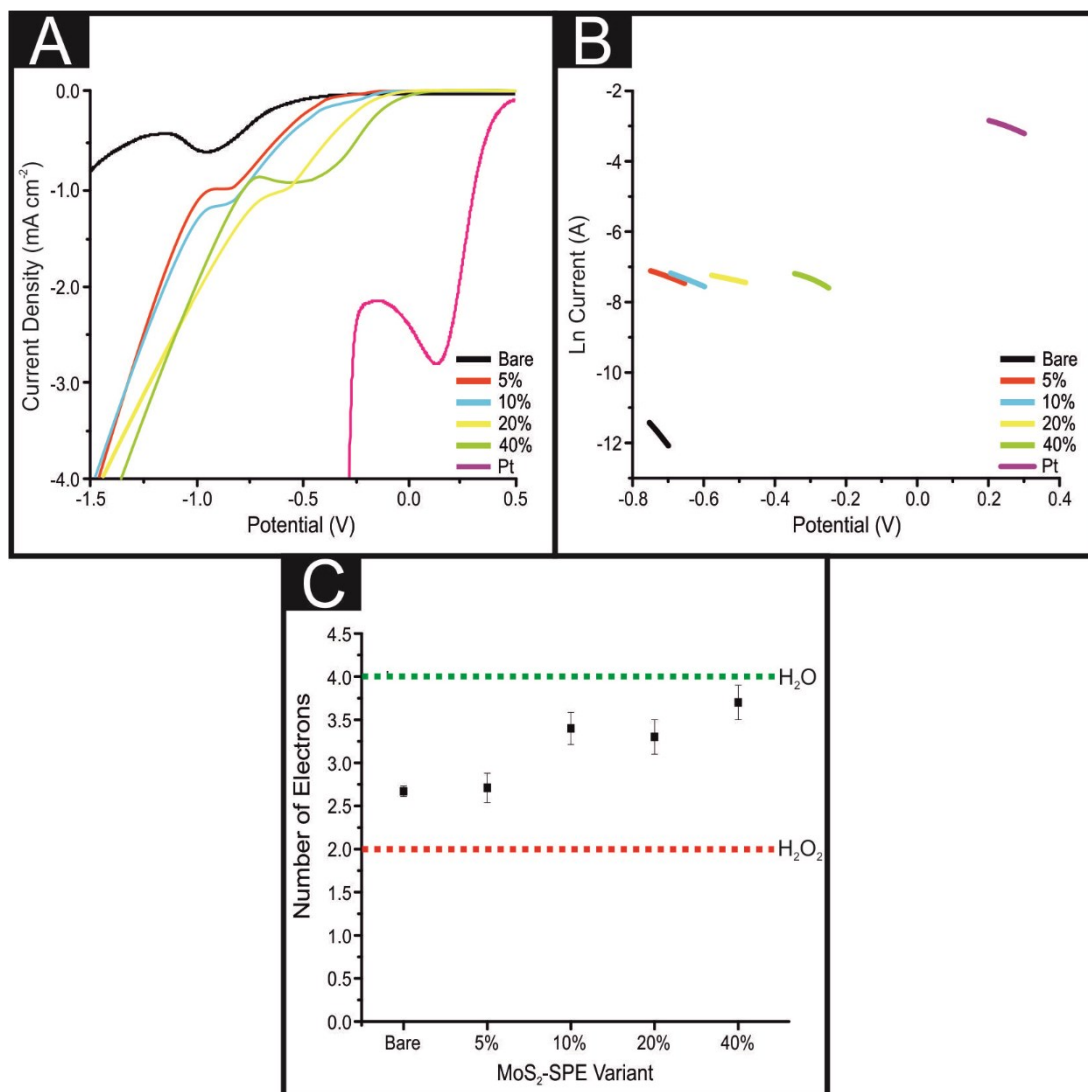 A
0.0
-1.0
-2.0
-3.0
-4.0
Current Density (mA cm⁻²)
Bare
5%
10%
20%
40%
Pt
-1.5
-1.0
-0.5
0.0
0.5
Potential (V)
B
-2
-4
-6
-8
-10
-12
Ln Current (A)
Bare
5%
10%
20%
40%
Pt
-0.8
-0.6
-0.4
-0.2
0.0
0.2
0.4
Potential (V)
C
4.5
4.0
3.5
3.0
2.5
2.0
1.5
1.0
0.5
0.0
Number of Electrons
H₂O
H₂O₂
Bare
5%
10%
20%
40%
MoS₂-SPE Variant